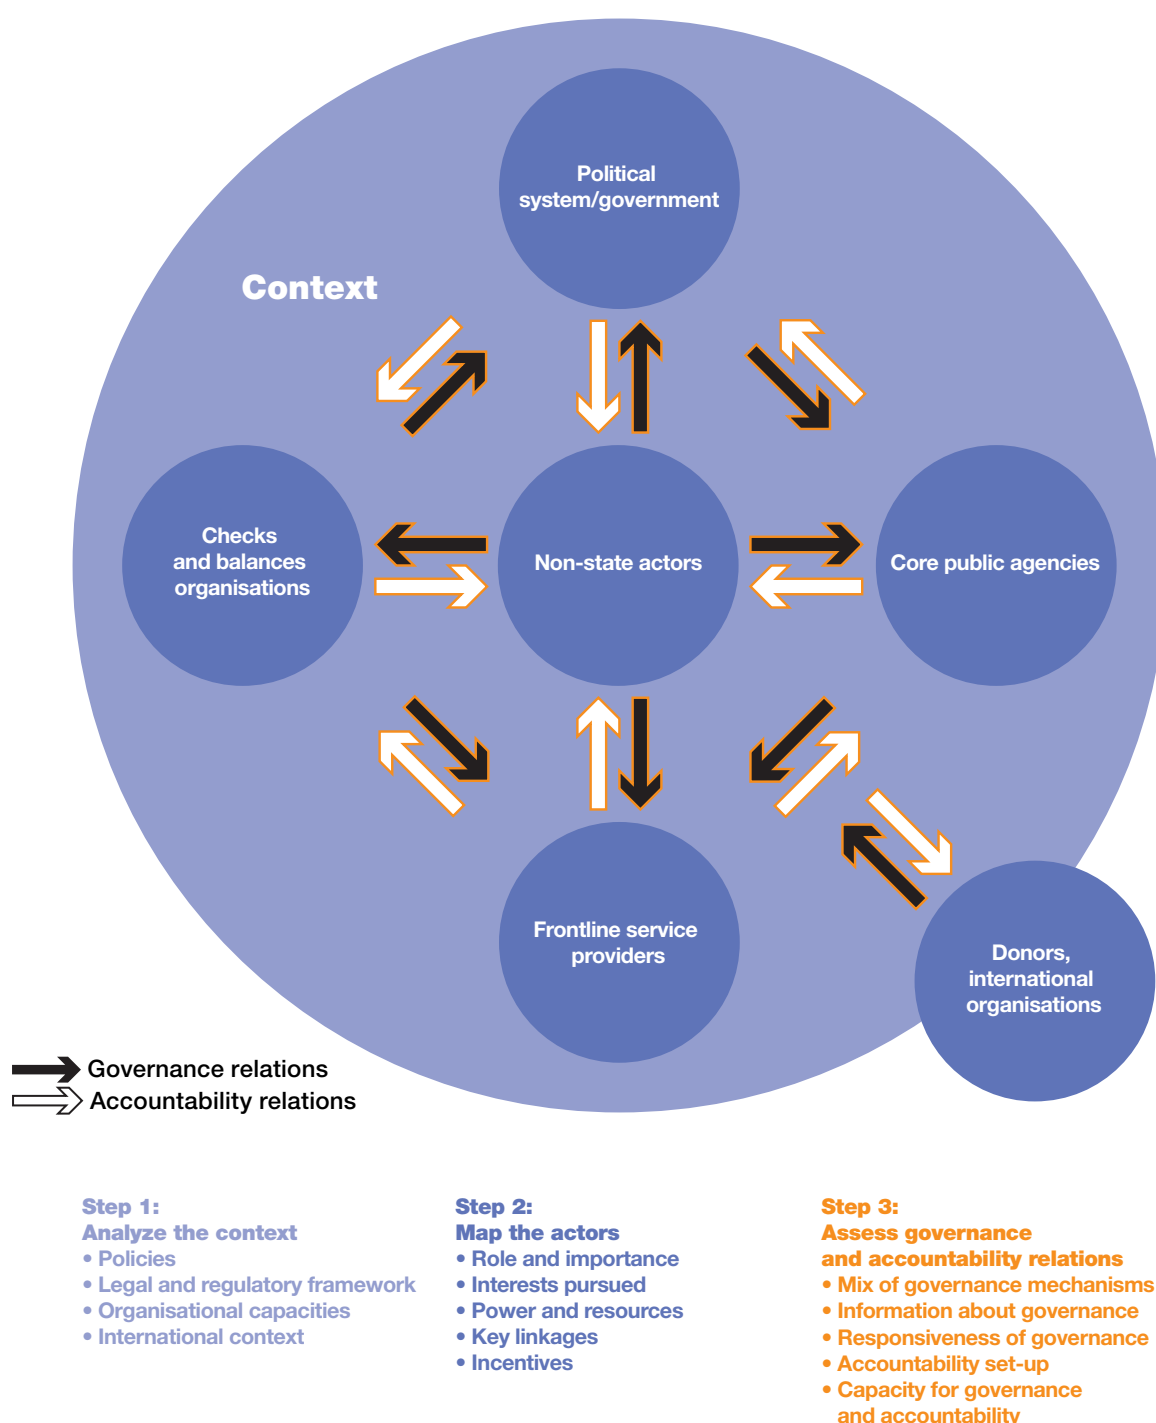 Political
system/government
Context
Checks
and balances
organisations
Non-state actors
Core public agencies
Frontline service
providers
Donors,
international
organisations
Governance relations
Accountability relations
Step 1:
Analyze the context
• Policies
• Legal and regulatory framework
• Organisational capacities
• International context
Step 2:
Map the actors
• Role and importance
• Interests pursued
• Power and resources
• Key linkages
• Incentives
Step 3:
Assess governance
and accountability relations
• Mix of governance mechanisms
• Information about governance
• Responsiveness of governance
• Accountability set-up
• Capacity for governance
and accountability